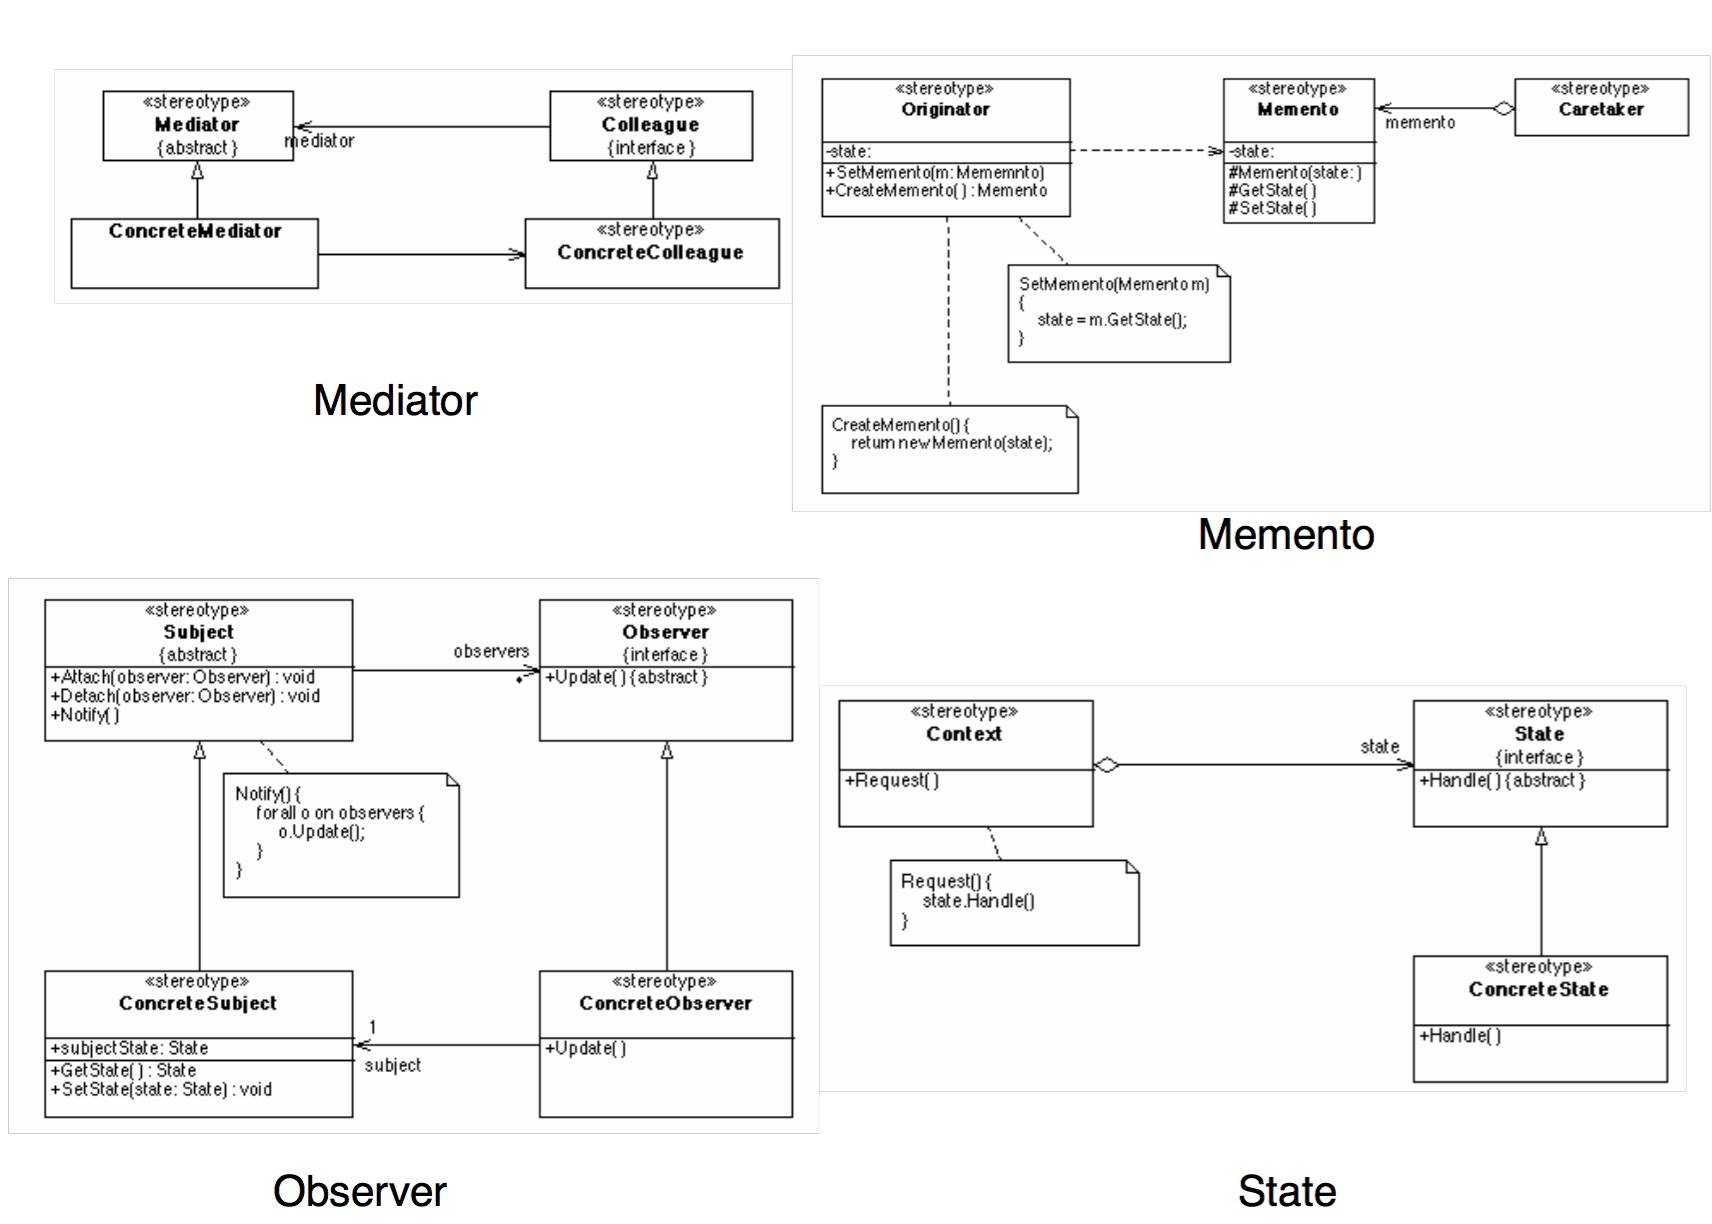 «stereotype»
Mediator
{abstract}
mediator
«stereotype»
Colleague
{interface}
ConcreteMediator
«stereotype»
ConcreteColleague
Mediator
«stereotype»
Originator
-state:
+SetMemento(m: Mememnto)
+CreateMemento() : Memento
«stereotype»
Memento
-state:
#Memento(state: )
#GetState()
#SetState()
memento
«stereotype»
Caretaker
SetMemento(Memento m)
{
state = m.GetState();
}
CreateMemento() {
return new Memento(state);
}
Memento
«stereotype»
Subject
{abstract}
+Attach(observer: Observer) : void
+Detach(observer: Observer) : void
+Notify()
observers
*
«stereotype»
Observer
{interface}
+Update() {abstract}
Notify() {
for all o on observers {
o.Update();
}
}
«stereotype»
ConcreteSubject
+subjectState: State
+GetState() : State
+SetState(state: State) : void
1
subject
«stereotype»
ConcreteObserver
+Update()
Observer
«stereotype»
Context
+Request()
state
«stereotype»
State
{interface}
+Handle() {abstract}
Request() {
state.Handle()
}
«stereotype»
ConcreteState
+Handle()
State